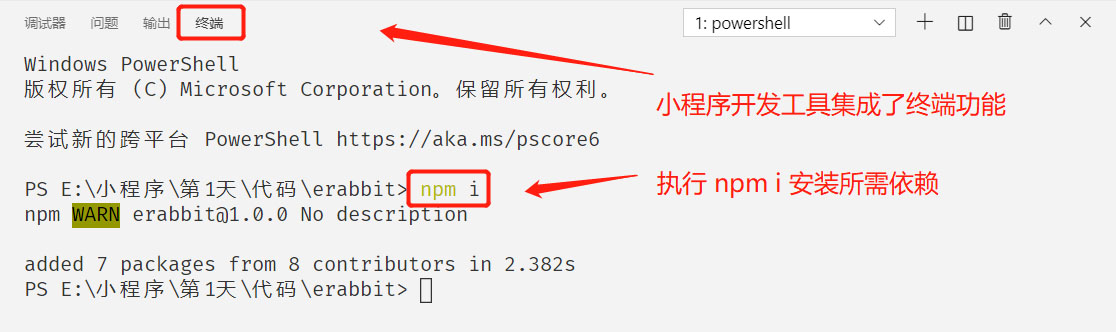 调试器 问题 输出 终端 1: powershell
Windows PowerShell
版权所有 (C) Microsoft Corporation。保留所有权利。
小程序开发工具集成了终端功能
尝试新的跨平台 PowerShell https://aka.ms/pscore6
PS E:\小程序\第1天\代码\erabbit> npm i
执行 npm i 安装所需依赖
npm WARN erabbit@1.0.0 No description
added 7 packages from 8 contributors in 2.382s
PS E:\小程序\第1天\代码\erabbit>